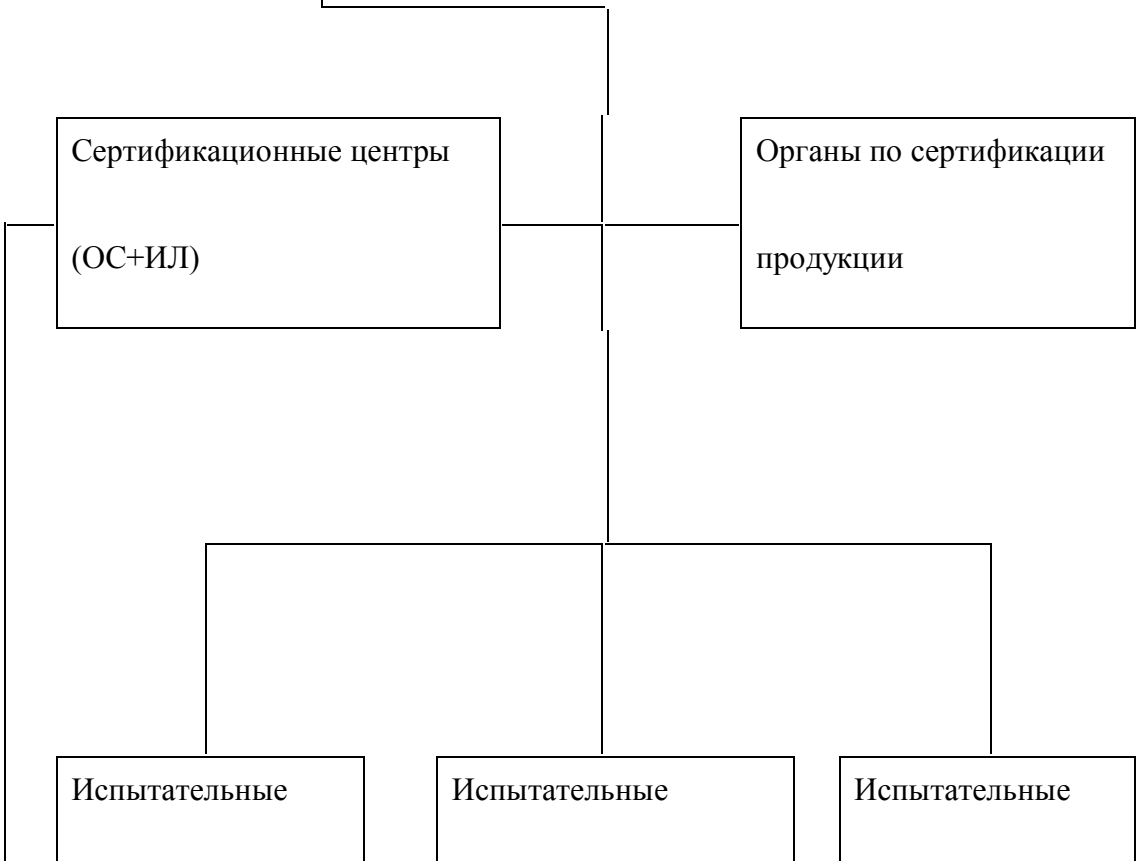 Сертификационные центры
(ОС+ИЛ)
Органы по сертификации
продукции
Испытательные
Испытательные
Испытательные